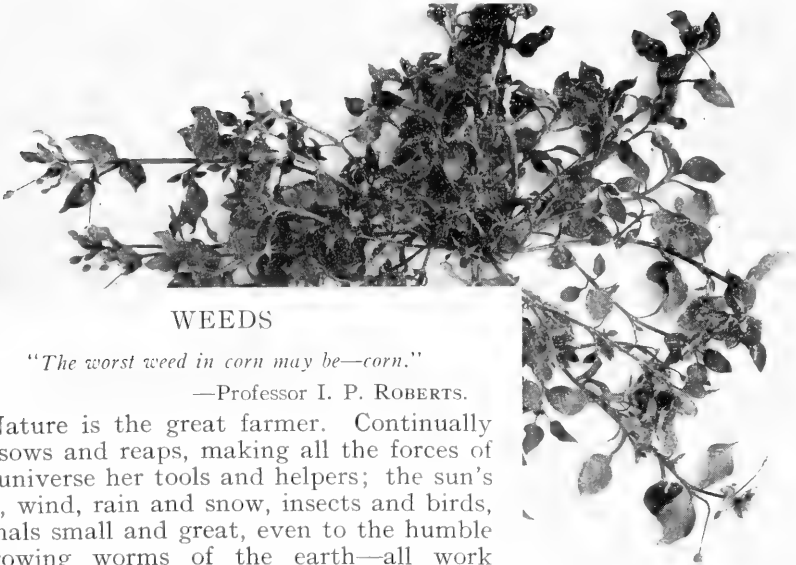 WEEDS
"The worst weed in corn may be—corn."
—Professor I. P. ROBERTS.
ature is the great farmer. Continually
sows and reaps, making all the forces of
universe her tools and helpers; the sun's
, wind, rain and snow, insects and birds,
nals small and great, even to the humble
owing worms of the earth—all work